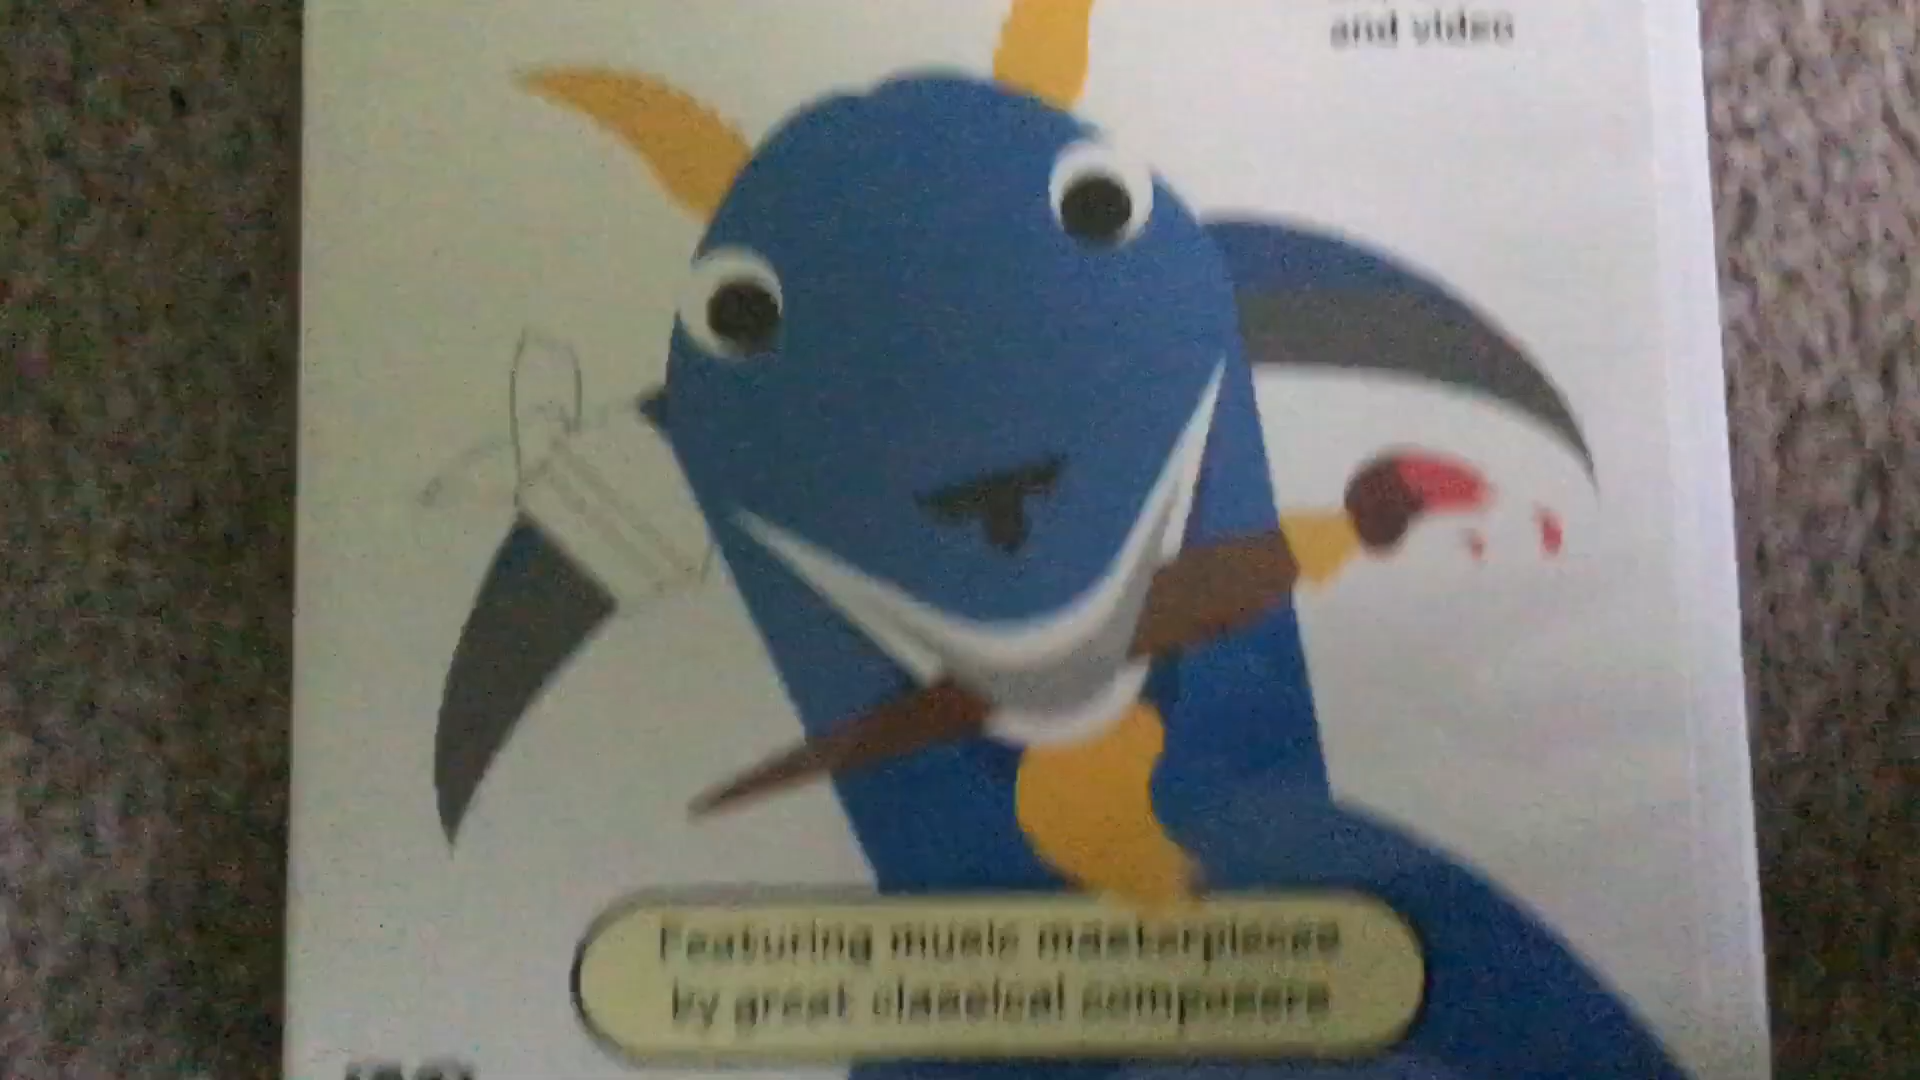 and video
Featuring music masterpieces
by great classical composers